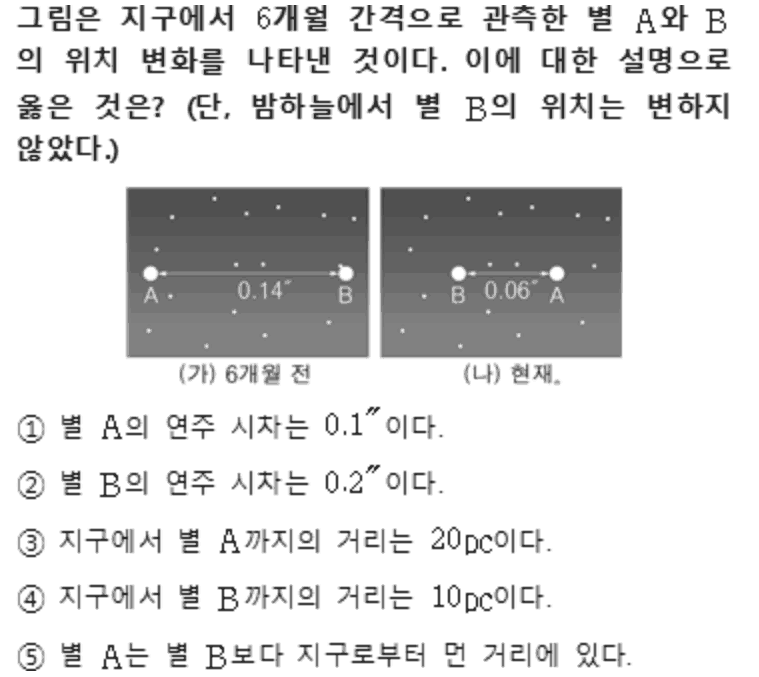 그림은 지구에서 6개월 간격으로 관측한 별 A와 B
의 위치 변화를 나타낸 것이다. 이에 대한 설명으로
옳은 것은? (단, 밤하늘에서 별 B의 위치는 변하지
않았다.)
A 0.14″ B
B 0.06″ A
(가) 6개월 전
(나) 현재.
① 별 A의 연주 시차는 0.1″이다.
② 별 B의 연주 시차는 0.2″이다.
③ 지구에서 별 A까지의 거리는 20pc이다.
④ 지구에서 별 B까지의 거리는 10pc이다.
⑤ 별 A는 별 B보다 지구로부터 먼 거리에 있다.